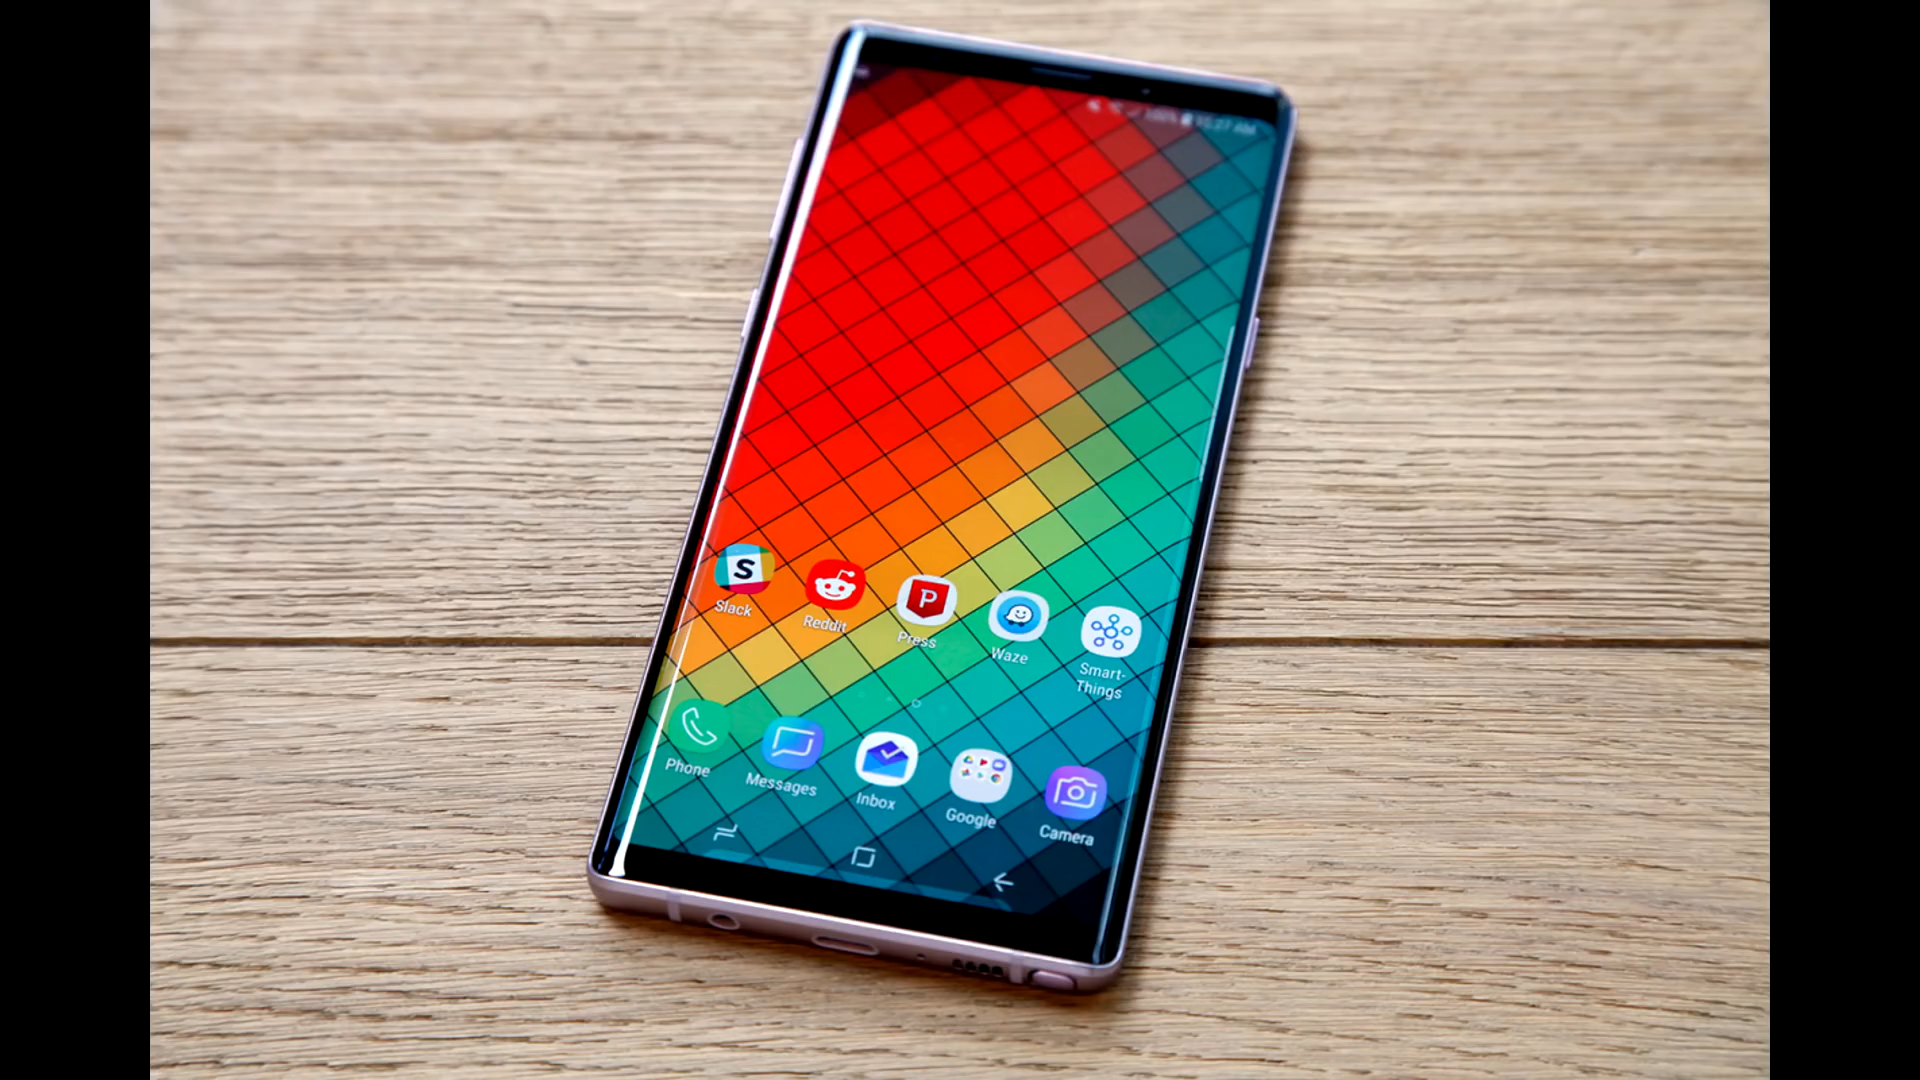 S
Slack
Reddit
P
Press
Waze
Smart-
Things
Phone
Messages
Inbox
Google
Camera